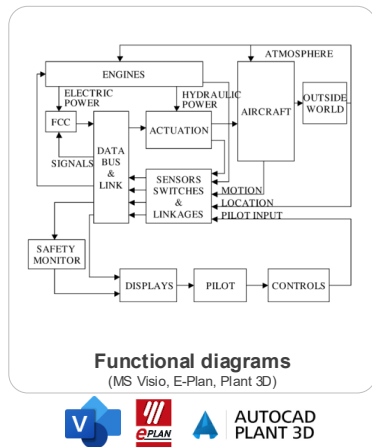 ATMOSPHERE
ENGINES
ELECTRIC
POWER
HYDRAULIC
POWER
AIRCRAFT
OUTSIDE
WORLD
FCC
ACTUATION
SIGNALS
DATA
BUS
&
LINK
SENSORS
SWITCHES
&
LINKAGES
MOTION
LOCATION
PILOT INPUT
SAFETY
MONITOR
DISPLAYS
PILOT
CONTROLS
Functional diagrams
(MS Visio, E-Plan, Plant 3D)
V
ePLAN
A
AUTOCAD
PLANT 3D